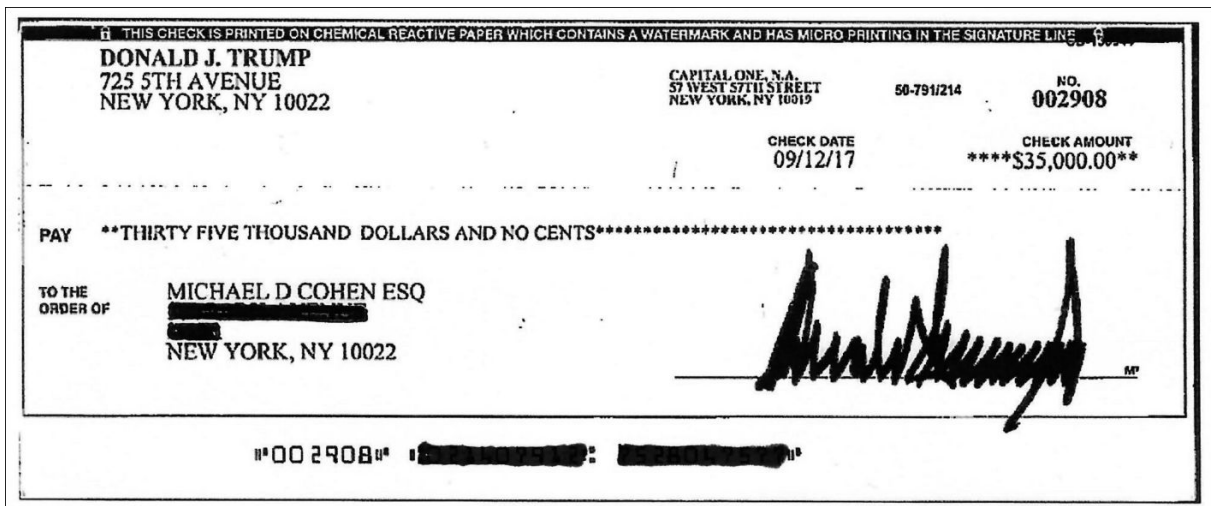 THIS CHECK IS PRINTED ON CHEMICAL REACTIVE PAPER WHICH CONTAINS A WATERMARK AND HAS MICRO PRINTING IN THE SIGNATURE LINE
DONALD J. TRUMP
725 5TH AVENUE
NEW YORK, NY 10022
CAPITAL ONE, N.A.
57 WEST 57TH STREET
NEW YORK, NY 10019
50-791/214
NO.
002908
CHECK DATE
09/12/17
CHECK AMOUNT
****$35,000.00**
PAY **THIRTY FIVE THOUSAND DOLLARS AND NO CENTS*************************************
TO THE
ORDER OF
MICHAEL D COHEN ESQ
NEW YORK, NY 10022
MP
⑈002908⑈